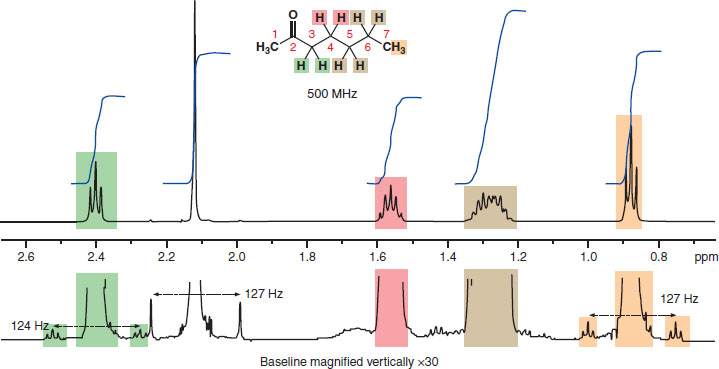 O
H H H H
1 3 5 7
H₃C 2 4 6 CH₃
H H H H
500 MHz
2.6 2.4 2.2 2.0 1.8 1.6 1.4 1.2 1.0 0.8 ppm
127 Hz 127 Hz
124 Hz
Baseline magnified vertically ×30